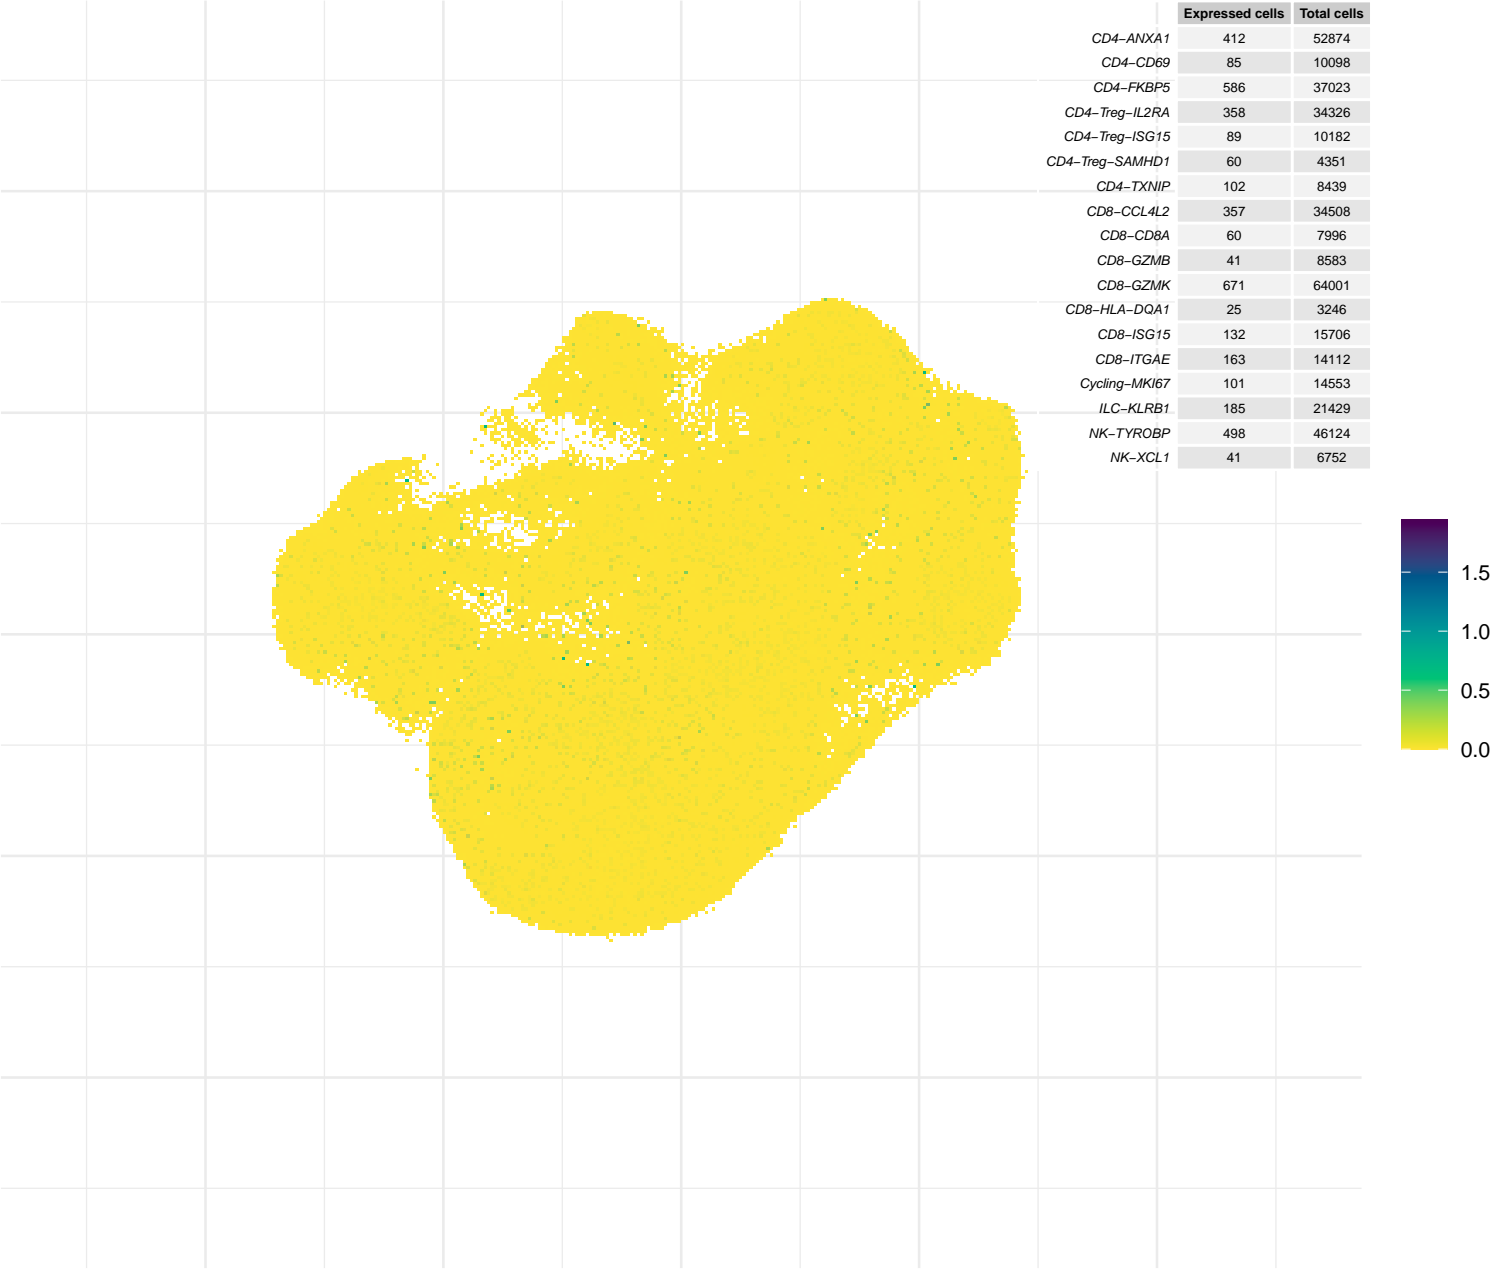 Expressed cells Total cells
CD4−ANXA1 412 52874
CD4−CD69 85 10098
CD4−FKBP5 586 37023
CD4−Treg−IL2RA 358 34326
CD4−Treg−ISG15 89 10182
CD4−Treg−SAMHD1 60 4351
CD4−TXNIP 102 8439
CD8−CCL4L2 357 34508
CD8−CD8A 60 7996
CD8−GZMB 41 8583
CD8−GZMK 671 64001
CD8−HLA−DQA1 25 3246
CD8−ISG15 132 15706
CD8−ITGAE 163 14112
Cycling−MKI67 101 14553
ILC−KLRB1 185 21429
NK−TYROBP 498 46124
NK−XCL1 41 6752
1.5
1.0
0.5
0.0